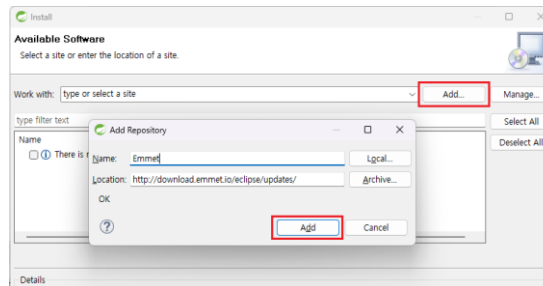 Install
Available Software
Select a site or enter the location of a site.
Work with: type or select a site Add... Manage...
type filter text Select All
Name Deselect All
There is
Add Repository
Name: Emmet Local...
Location: http://download.emmet.io/eclipse/updates/ Archive...
OK
Add Cancel
Details